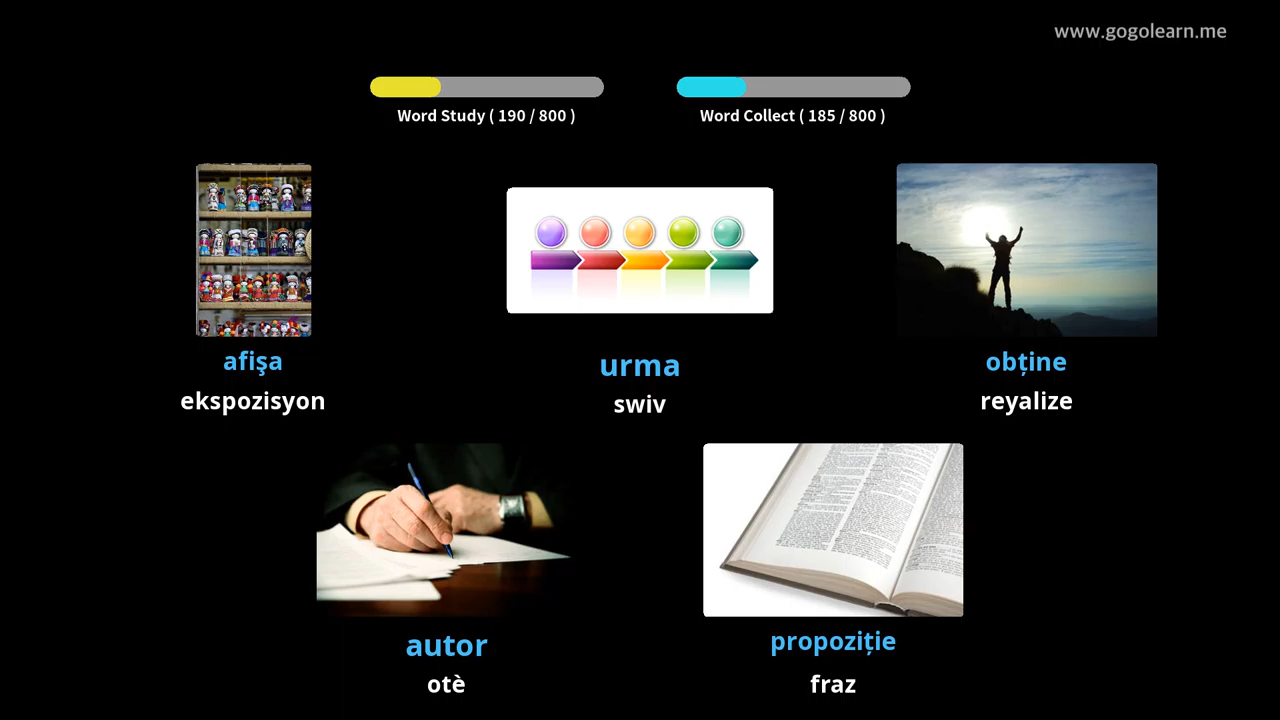 www.gogolearn.me
Word Study ( 190 / 800 )
Word Collect ( 185 / 800 )
afişa
urma
obține
ekspozisyon
swiv
reyalize
autor
propoziție
otè
fraz